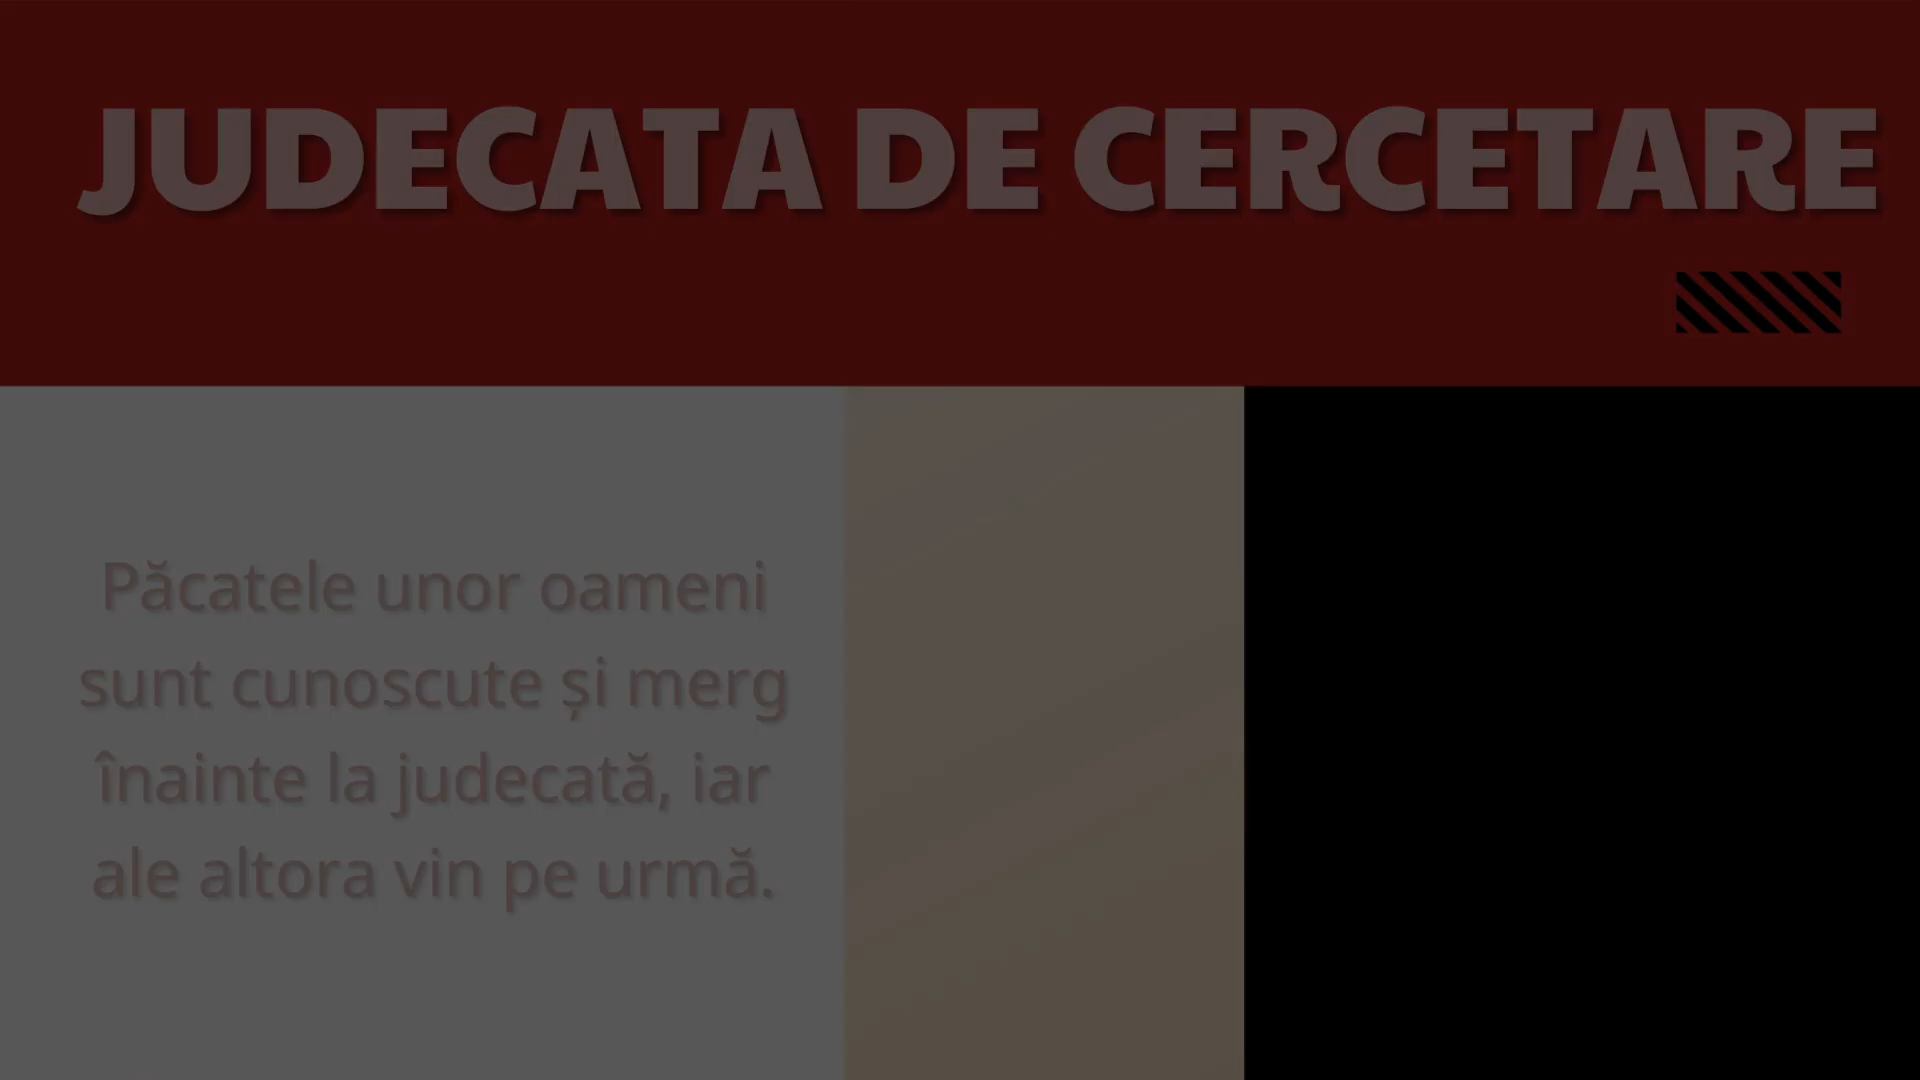 JUDECATA DE CERCETARE
Păcatele unor oameni
sunt cunoscute și merg
înainte la judecată, iar
ale altora vin pe urmă.